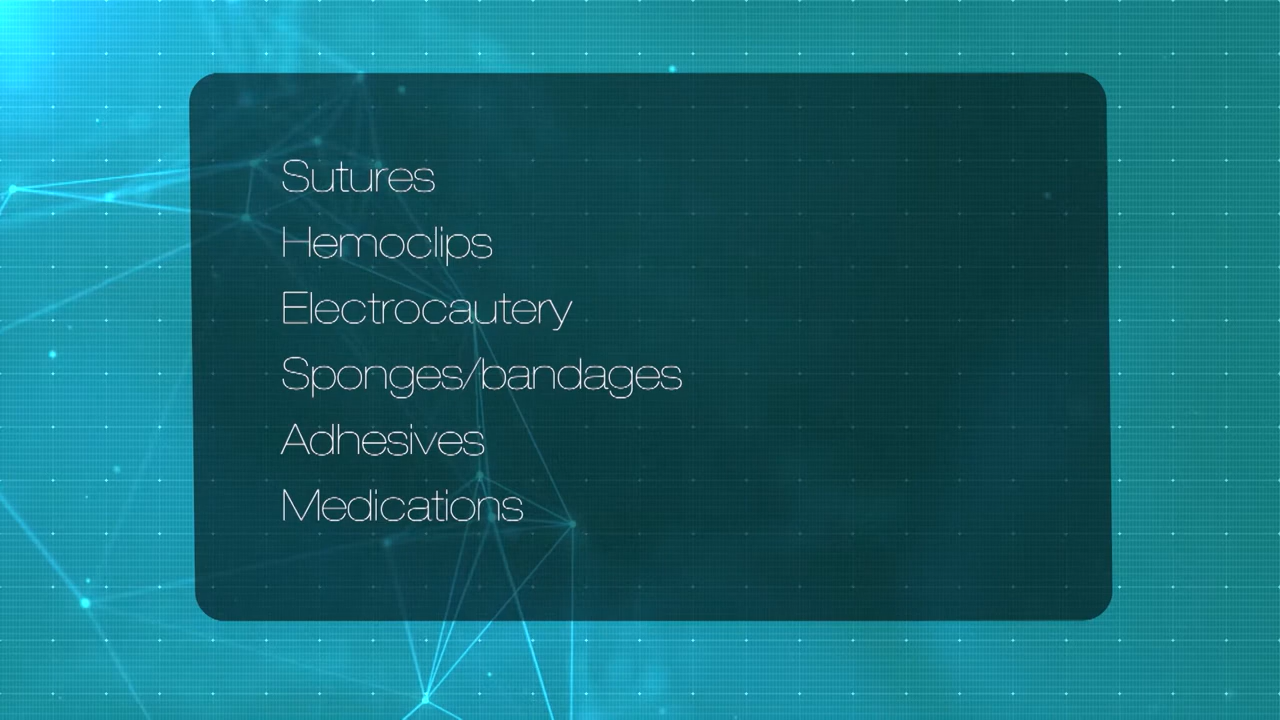 Sutures
Hemoclips
Electrocautery
Sponges/bandages
Adhesives
Medications